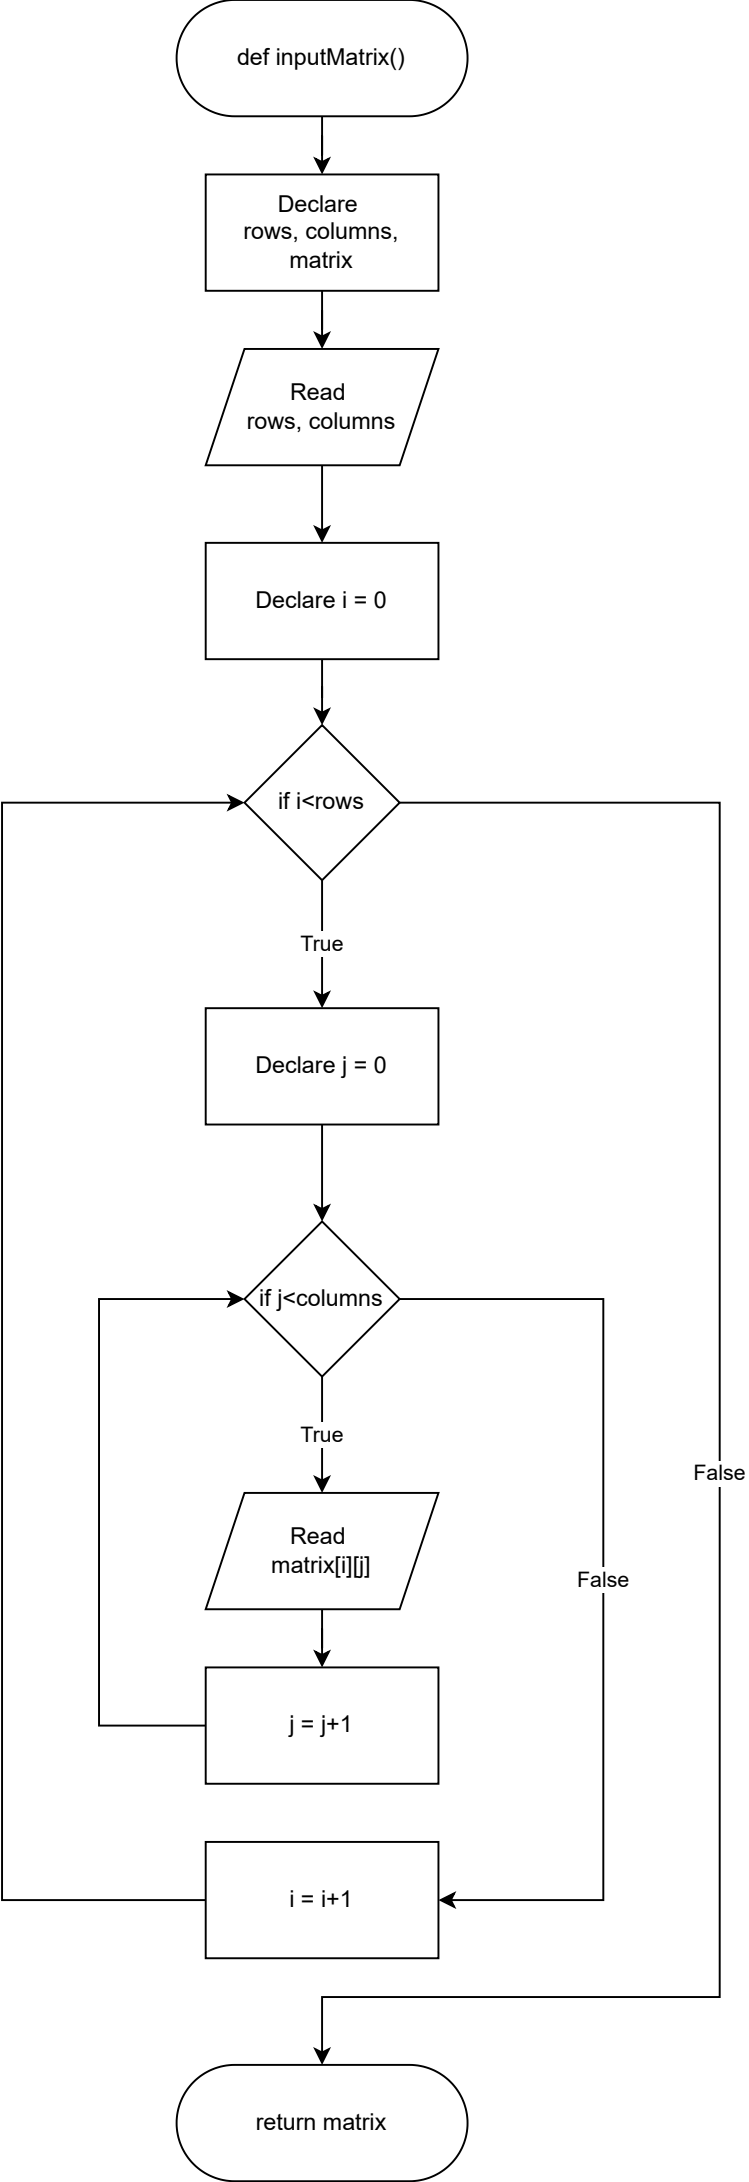 def inputMatrix()
Declare
rows, columns,
matrix
Read
rows, columns
Declare i = 0
if i<rows
True
Declare j = 0
if j<columns
True
False
Read
matrix[i][j]
False
j = j+1
i = i+1
return matrix